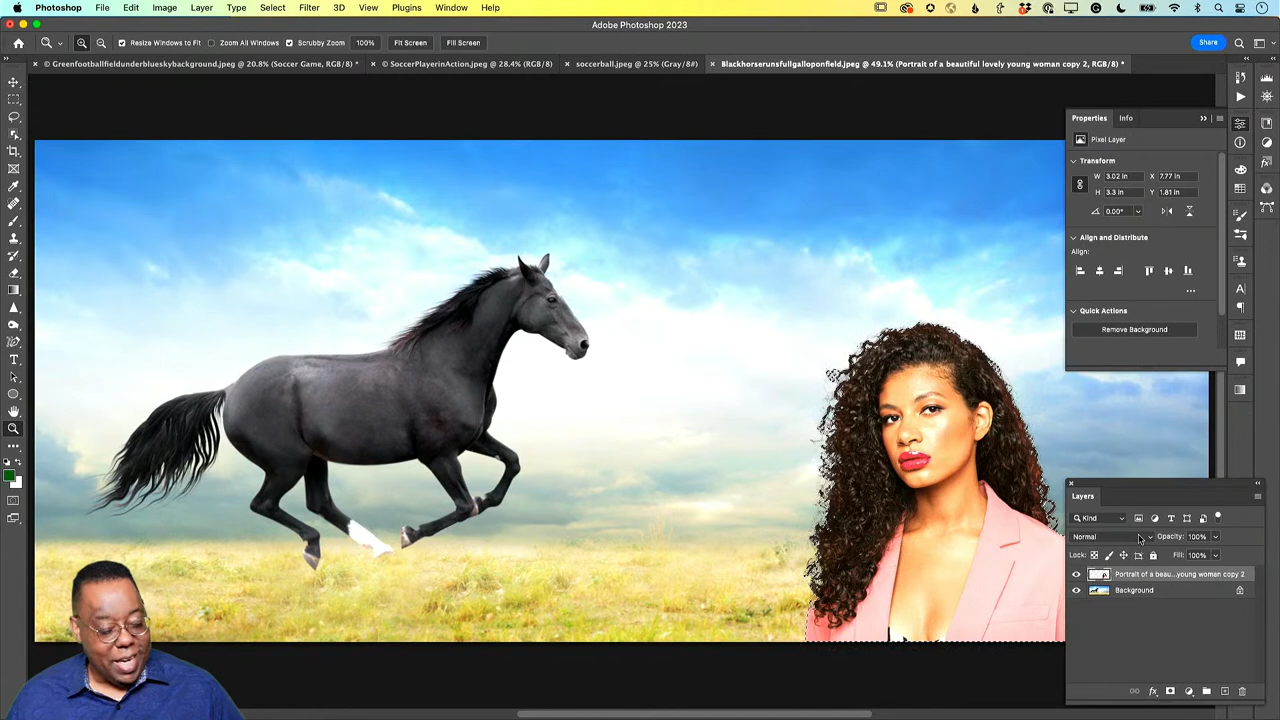 Photoshop File Edit Image Layer Type Select Filter 3D View Plugins Window Help
Adobe Photoshop 2023
Resize Windows to Fit Zoom All Windows Scrubby Zoom 100% Fit Screen Fill Screen Share
© Greenfootballfieldunderblueskybackground.jpeg @ 20.8% (Soccer Game, RGB/8) * © SoccerPlayerinAction.jpeg @ 28.4% (RGB/8) soccerball.jpeg @ 25% (Gray/8#) Blackhorserunsfullgalloponfield.jpeg @ 49.1% (Portrait of a beautiful lovely young woman copy 2, RGB/8) *
Properties Info
Pixel Layer
Transform
W 3.02 in X 7.77 in
H 3.3 in Y 1.81 in
0.00°
Align and Distribute
Align:
Quick Actions
Remove Background
Layers
Kind
Normal Opacity: 100%
Lock: Fill: 100%
Portrait of a beau...young woman copy 2
Background